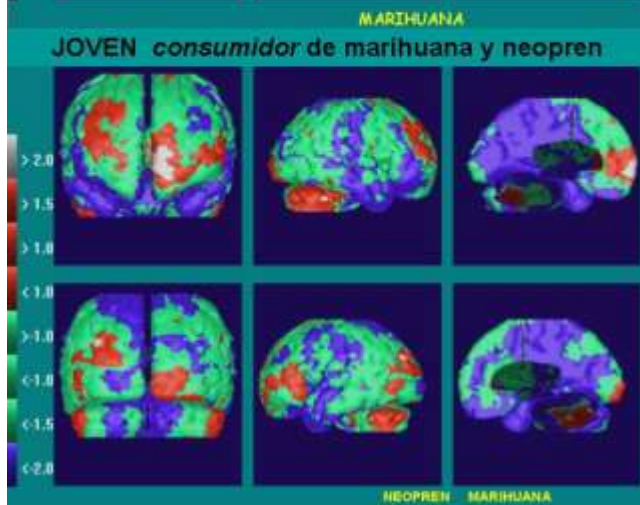 MARIHUANA
JOVEN consumidor de marihuana y neopren
> 2.0
> 1.5
> 1.0
< 1.0
>-1.0
<-1.0
<-1.5
<-2.0
NEOPREN MARIHUANA